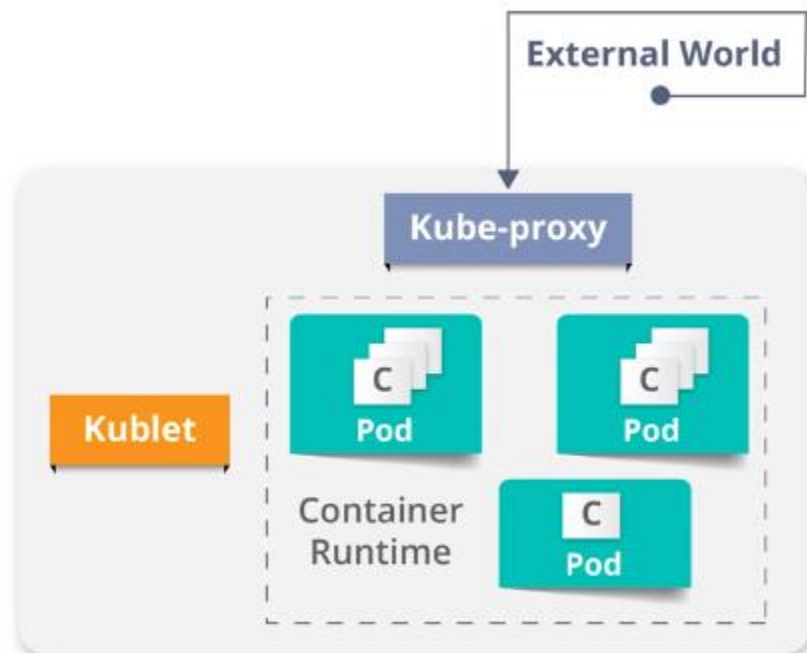 External World
Kube-proxy
C
Pod
C
Pod
Kublet
Container
Runtime
C
Pod